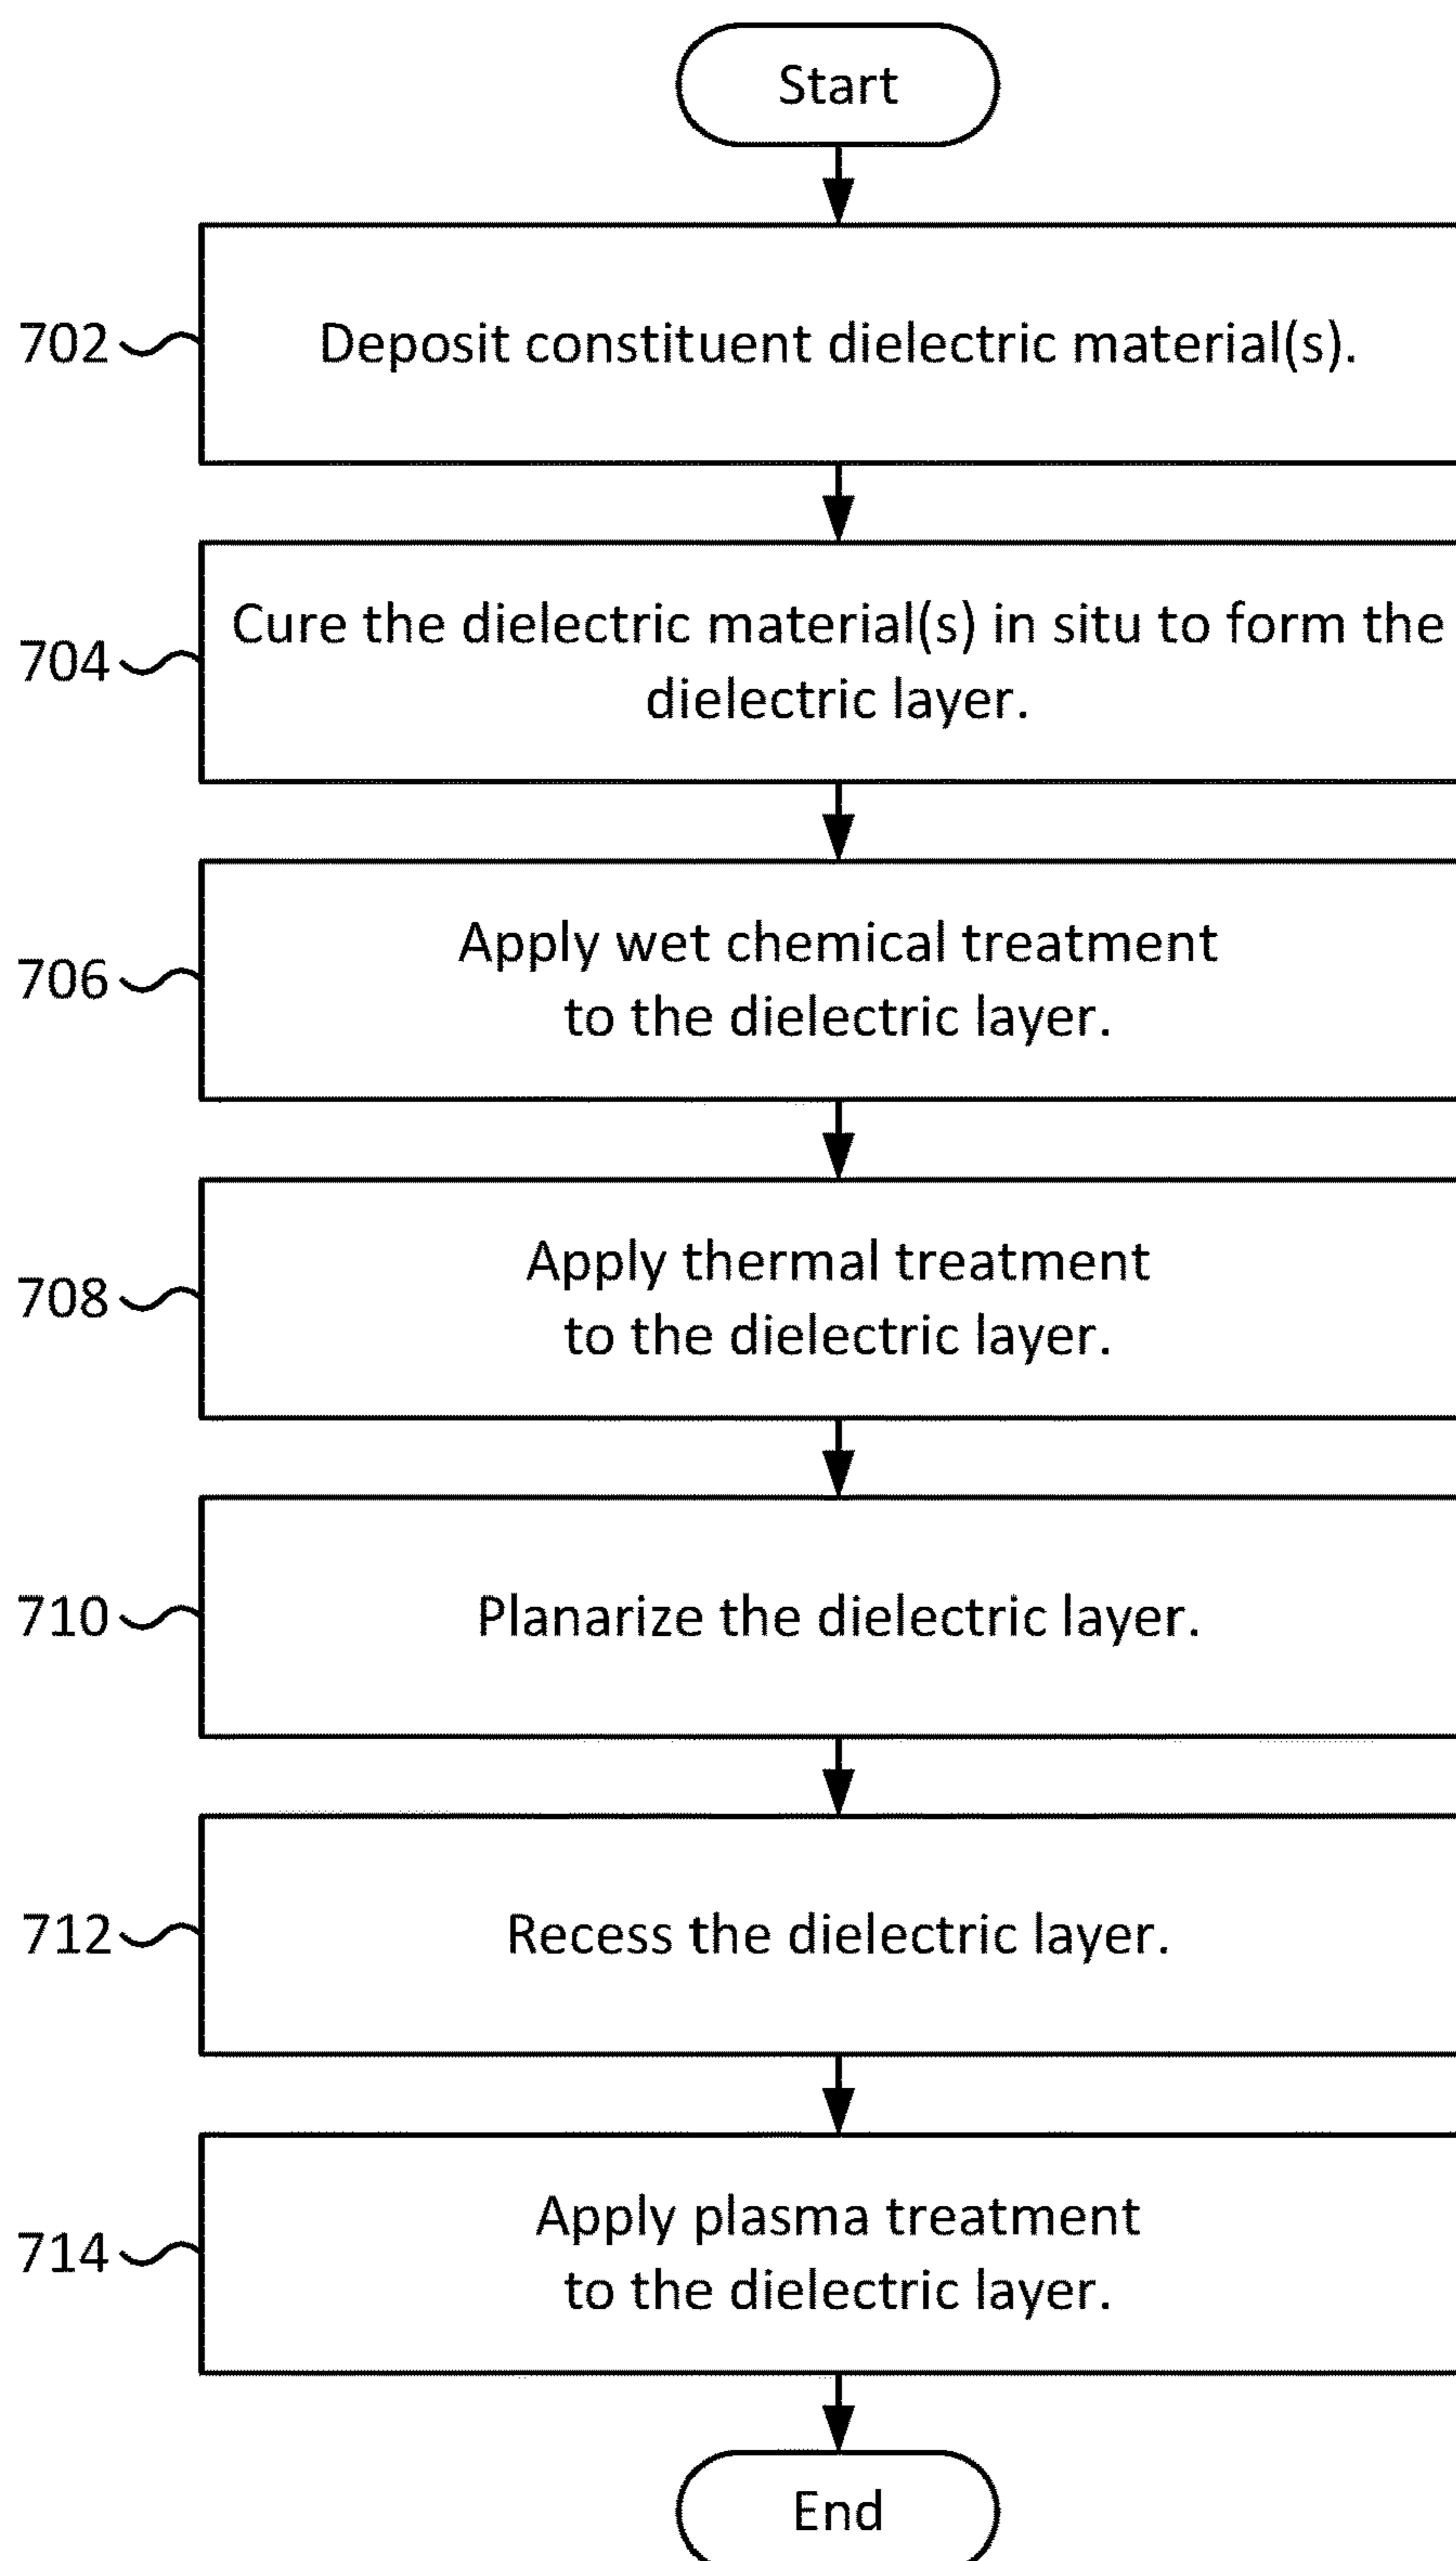 Start
702
Deposit constituent dielectric material(s).
704
Cure the dielectric material(s) in situ to form the
dielectric layer.
706
Apply wet chemical treatment
to the dielectric layer.
708
Apply thermal treatment
to the dielectric layer.
710
Planarize the dielectric layer.
712
Recess the dielectric layer.
714
Apply plasma treatment
to the dielectric layer.
End